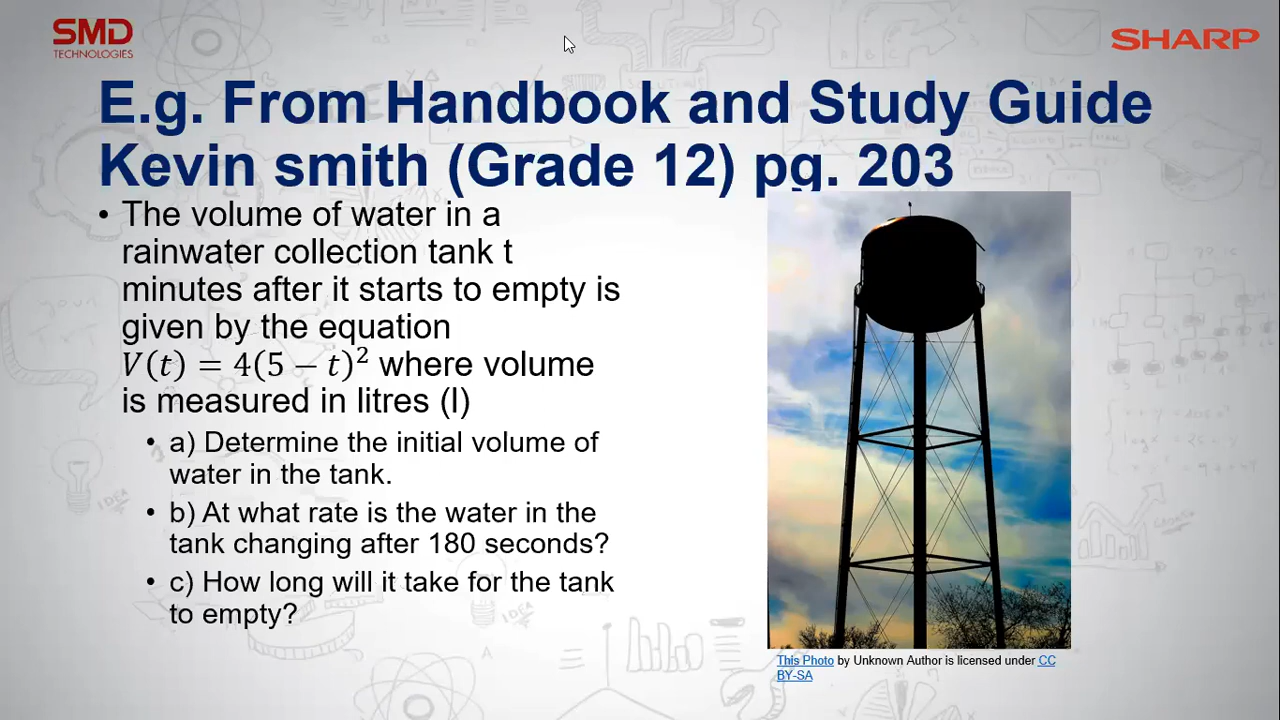 SMD
TECHNOLOGIES
SHARP
E.g. From Handbook and Study Guide
Kevin smith (Grade 12) pg. 203
• The volume of water in a
rainwater collection tank t
minutes after it starts to empty is
given by the equation
V(t) = 4(5 − t)² where volume
is measured in litres (l)
• a) Determine the initial volume of
water in the tank.
• b) At what rate is the water in the
tank changing after 180 seconds?
• c) How long will it take for the tank
to empty?
This Photo by Unknown Author is licensed under CC
BY-SA
IDEA
IDEA